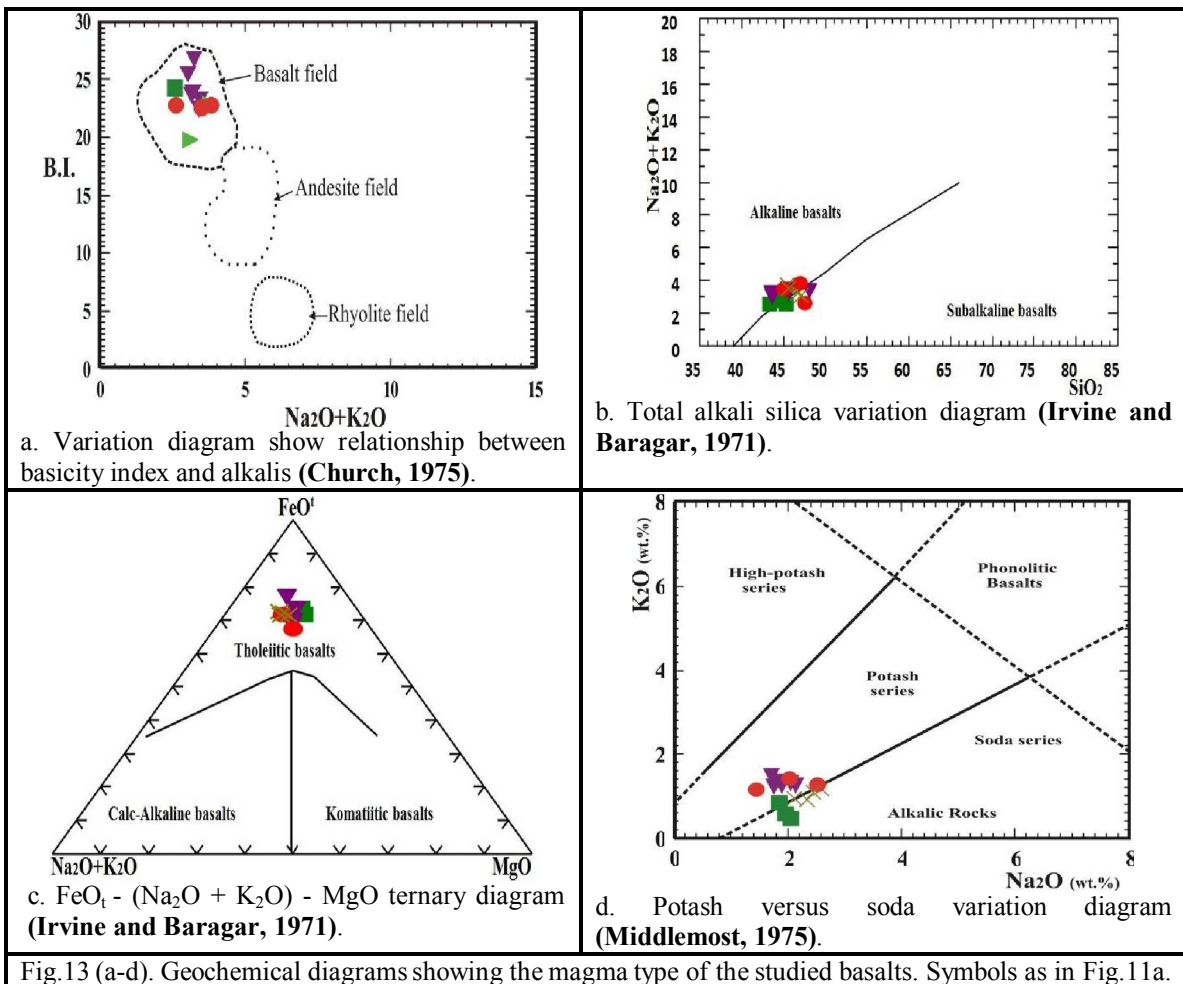 30
25
20
B.I.
15
10
5
0
0
5
10
15
Basalt field
Andesite field
Rhyolite field
Na2O+K2O
a. Variation diagram show relationship between
basicity index and alkalis (Church, 1975).
20
18
16
14
12
10
8
6
4
2
0
Na2O+K2O
Alkaline basalts
Subalkaline basalts
35 40 45 50 55 60 65 70 75 80 85
SiO2
b. Total alkali silica variation diagram (Irvine and
Baragar, 1971).
FeOt
Tholeiitic basalts
Calc-Alkaline basalts
Komatiitic basalts
Na2O+K2O
MgO
c. FeOt - (Na2O + K2O) - MgO ternary diagram
(Irvine and Baragar, 1971).
8
6
4
2
0
K2O (wt.%)
High-potash
series
Phonolitic
Basalts
Potash
series
Soda series
Alkalic Rocks
0 2 4 6 8
Na2O (wt.%)
d. Potash versus soda variation diagram
(Middlemost, 1975).
Fig.13 (a-d). Geochemical diagrams showing the magma type of the studied basalts. Symbols as in Fig.11a.